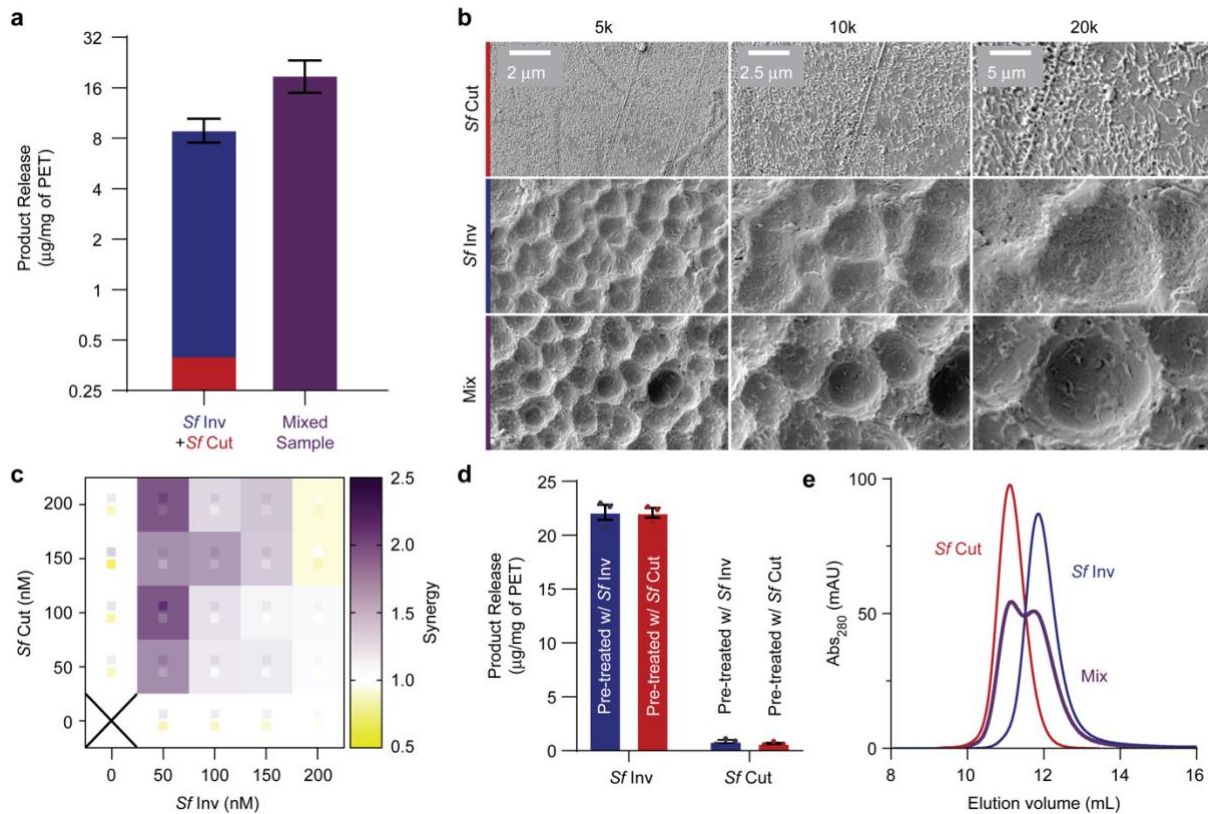 a
32
16
8
4
2
1
0.5
0.25
Product Release
(µg/mg of PET)
Sf Inv
+Sf Cut
Mixed
Sample
b
5k
10k
20k
2 µm
2.5 µm
5 µm
Sf Cut
Sf Inv
Mix
c
200
150
100
50
0
Sf Cut (nM)
0
50
100
150
200
Sf Inv (nM)
2.5
2.0
1.5
1.0
0.5
Synergy
d
25
20
15
10
5
0
Product Release
(µg/mg of PET)
Pre-treated w/ Sf Inv
Pre-treated w/ Sf Cut
Pre-treated w/ Sf Inv
Pre-treated w/ Sf Cut
Sf Inv
Sf Cut
e
100
50
0
Abs280 (mAU)
Sf Cut
Sf Inv
Mix
8
10
12
14
16
Elution volume (mL)